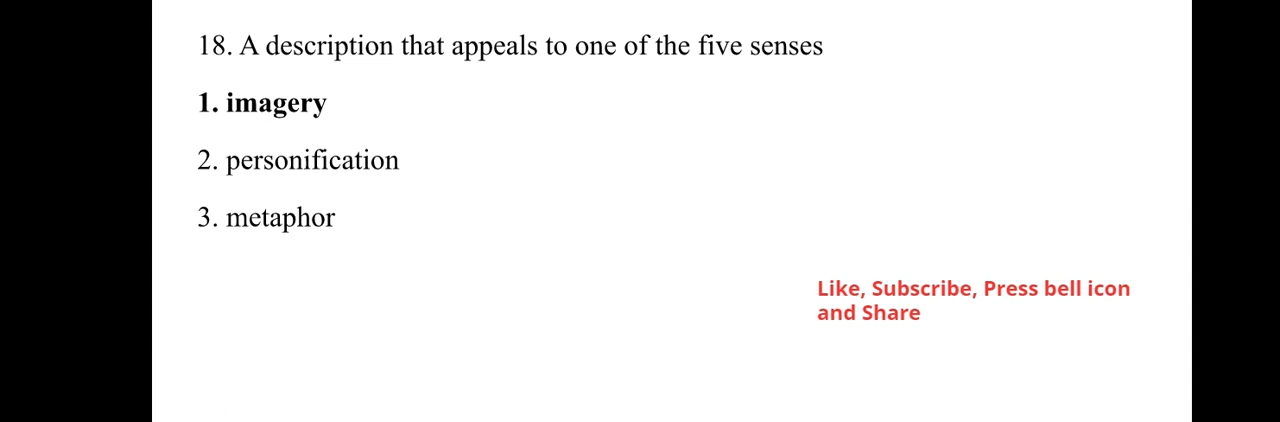 18. A description that appeals to one of the five senses
1. imagery
2. personification
3. metaphor
Like, Subscribe, Press bell icon
and Share